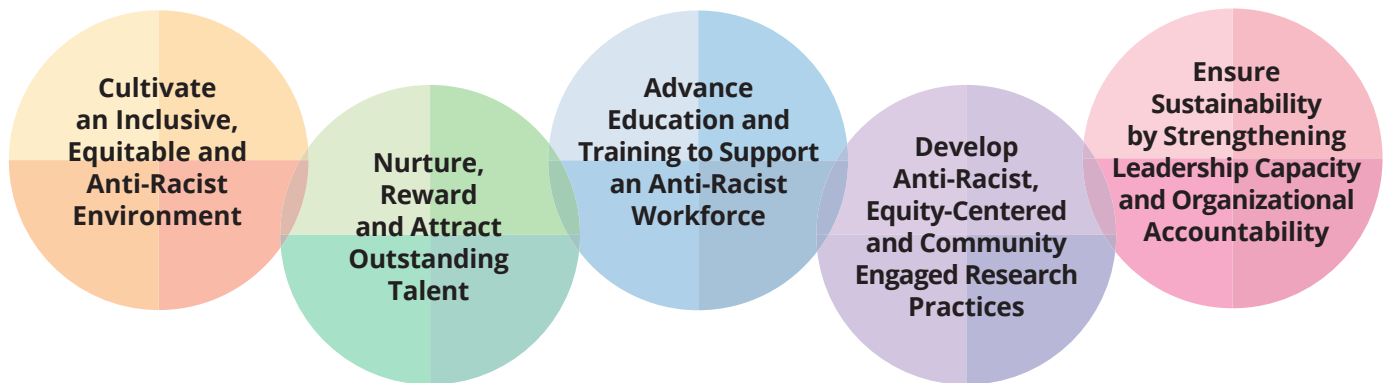 Cultivate
an Inclusive,
Equitable and
Anti-Racist
Environment
Nurture,
Reward
and Attract
Outstanding
Talent
Advance
Education and
Training to Support
an Anti-Racist
Workforce
Develop
Anti-Racist,
Equity-Centered
and Community
Engaged Research
Practices
Ensure
Sustainability
by Strengthening
Leadership Capacity
and Organizational
Accountability